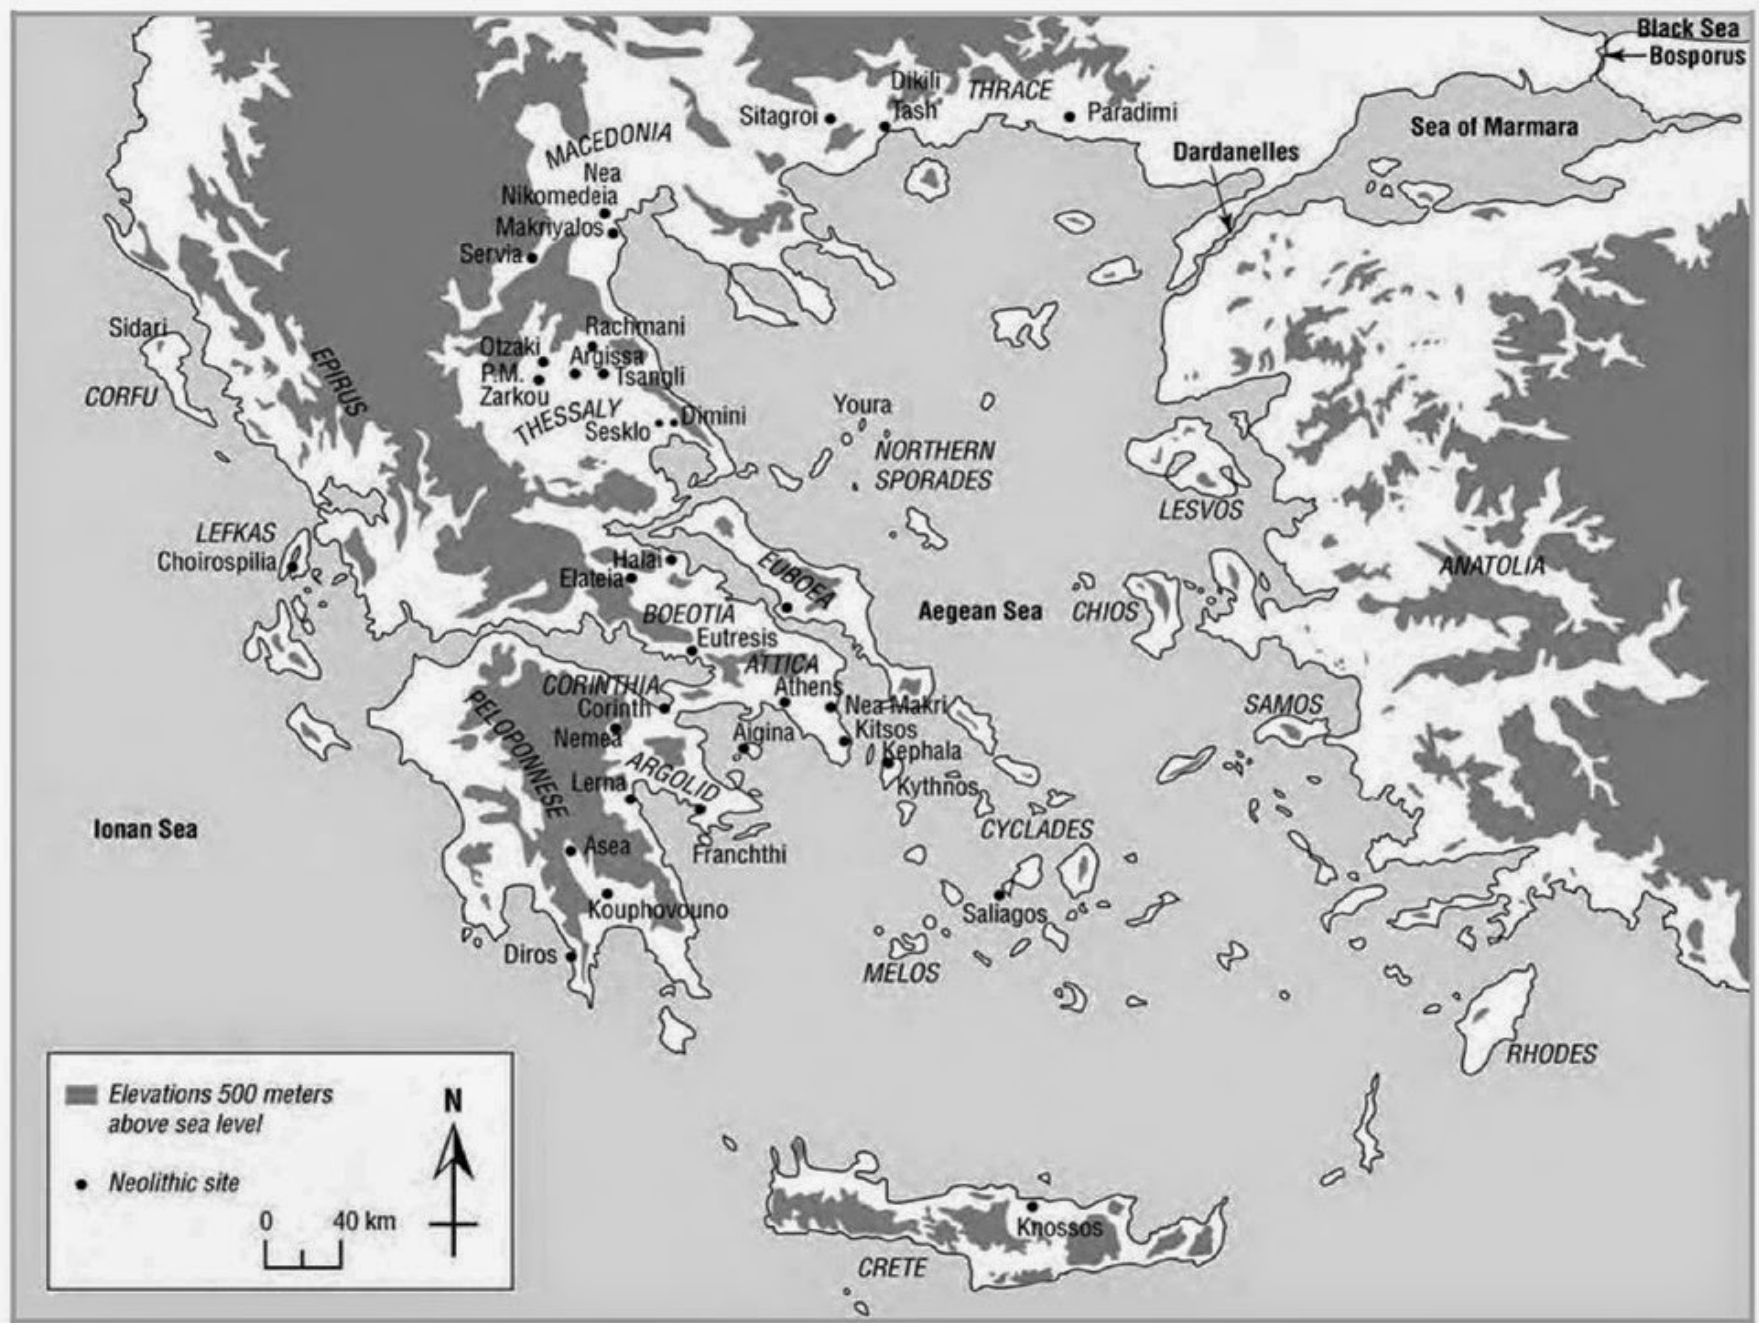 Black Sea
Bosporus
Dikili
Tash
THRACE
Sitagroi
Paradimi
Sea of Marmara
Dardanelles
MACEDONIA
Nea
Nikomedeia
Makriyalos
Servia
Sidari
CORFU
EPIRUS
Rachmani
Otzaki
Argissa
P.M.
Zarkou
Tsangli
THESSALY
Sesklo
Dimini
Youra
NORTHERN
SPORADES
LESVOS
LEFKAS
Choirospilia
Halai
Elateia
EUBOEA
BOEOTIA
Eutresis
ATTICA
Athens
Aegean Sea
CHIOS
ANATOLIA
CORINTHIA
Corinth
Nea Makri
PELOPONNESE
Nemea
Aigina
Kitsos
Kephala
Kythnos
SAMOS
Lerna
ARGOLID
Ionan Sea
CYCLADES
Asea
Franchthi
Kouphovouno
Saliagos
Diros
MELOS
RHODES
Elevations 500 meters
above sea level
N
Neolithic site
0 40 km
Knossos
CRETE